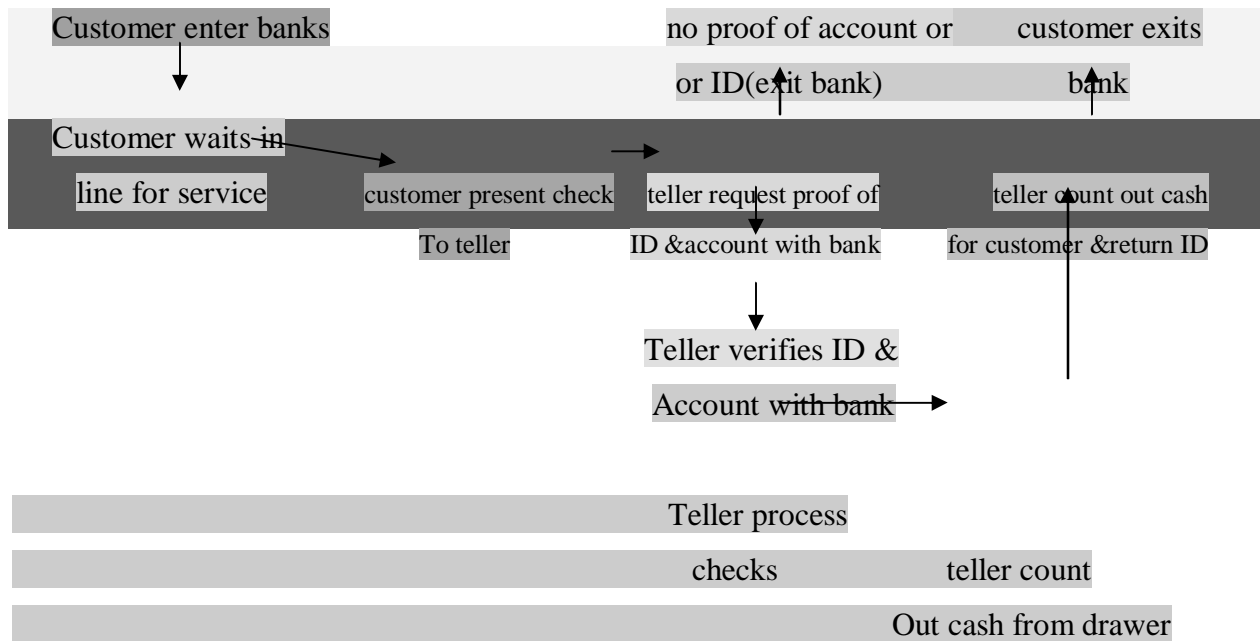 Customer enter banks no proof of account or customer exits
or ID(exit bank) bank
Customer waits in
line for service customer present check teller request proof of teller count out cash
To teller ID &account with bank for customer &return ID
Teller verifies ID &
Account with bank
Teller process
checks teller count
Out cash from drawer